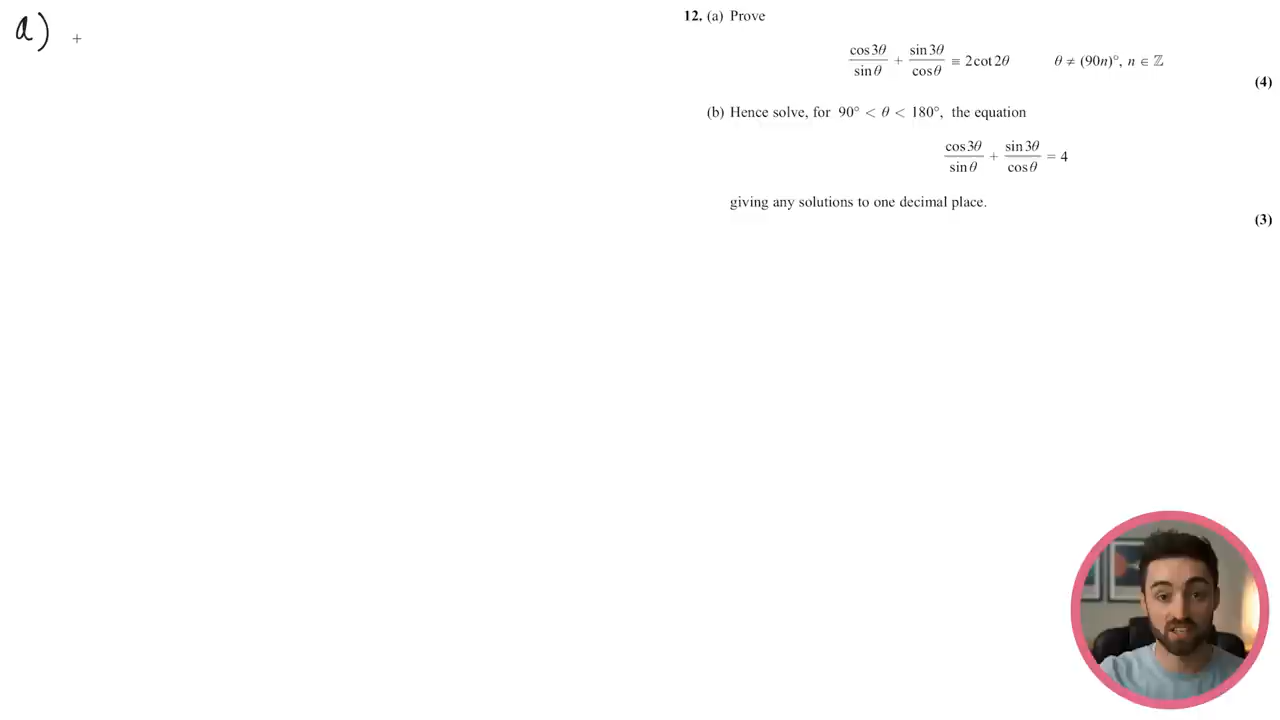 a)
12. (a) Prove
cos3θ/sinθ + sin3θ/cosθ ≡ 2cot2θ θ ≠ (90n)°, n ∈ ℤ
(4)
(b) Hence solve, for 90° < θ < 180°, the equation
cos3θ/sinθ + sin3θ/cosθ = 4
giving any solutions to one decimal place.
(3)